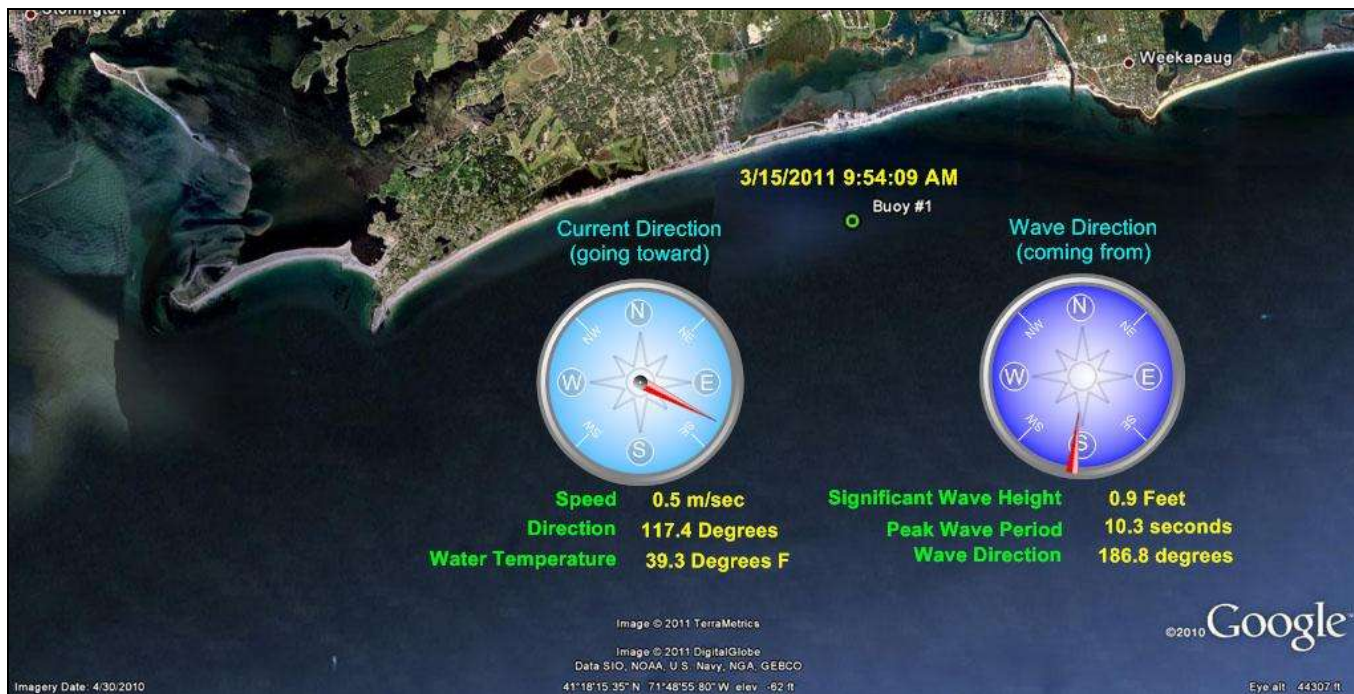 Stonington
Weekapaug
3/15/2011 9:54:09 AM
Buoy #1
Current Direction
(going toward)
Wave Direction
(coming from)
N
NW
NE
W
E
SW
SE
S
N
NW
NE
W
E
SW
SE
S
Speed 0.5 m/sec
Direction 117.4 Degrees
Water Temperature 39.3 Degrees F
Significant Wave Height 0.9 Feet
Peak Wave Period 10.3 seconds
Wave Direction 186.8 degrees
Image © 2011 TerraMetrics
©2010 Google
Image © 2011 DigitalGlobe
Data SIO, NOAA, U.S. Navy, NGA, GEBCO
Imagery Date: 4/30/2010
41°18'15.35" N 71°48'55.80" W elev -62 ft
Eye alt 44307 ft